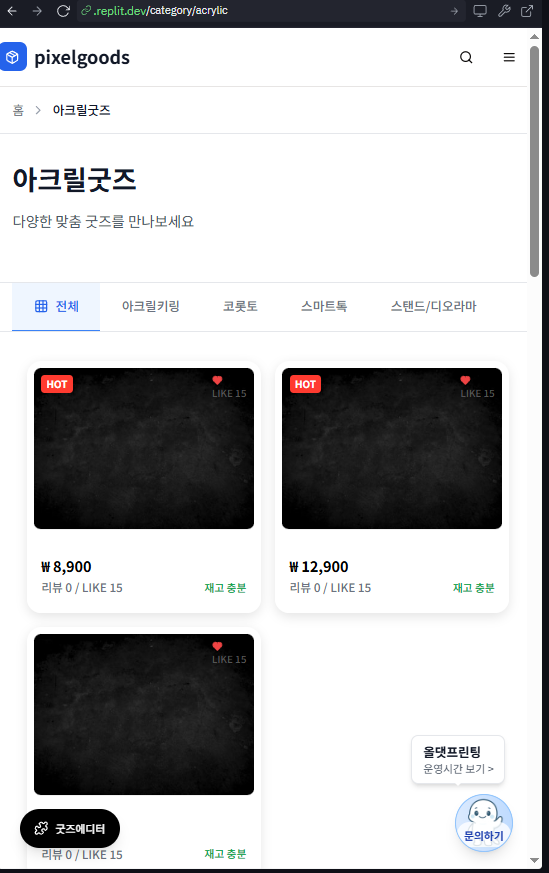 .replit.dev/category/acrylic
pixelgoods
홈 > 아크릴굿즈
아크릴굿즈
다양한 맞춤 굿즈를 만나보세요
전체 아크릴키링 코롯토 스마트톡 스탠드/디오라마
HOT
LIKE 15
HOT
LIKE 15
₩ 8,900
리뷰 0 / LIKE 15 재고 충분
₩ 12,900
리뷰 0 / LIKE 15 재고 충분
LIKE 15
올댓프린팅
운영시간 보기 >
문의하기
굿즈에디터
리뷰 0 / LIKE 15 재고 충분